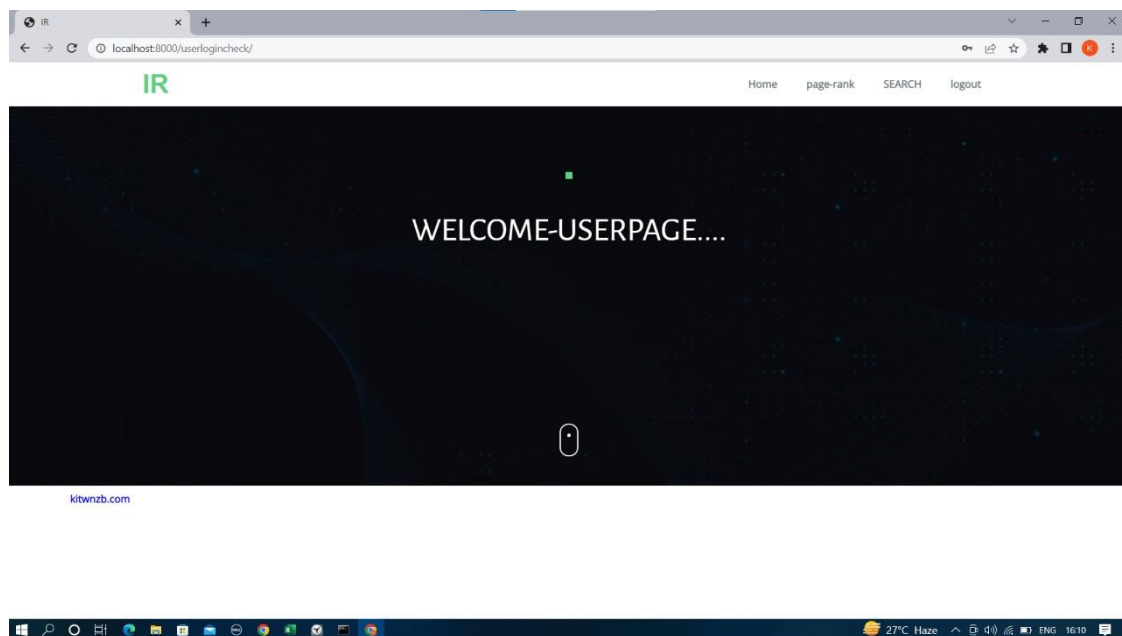 IR
localhost:8000/userlogincheck/
K
IR
Home page-rank SEARCH logout
WELCOME-USERPAGE....
kitwnzb.com
27°C Haze ENG 16:10